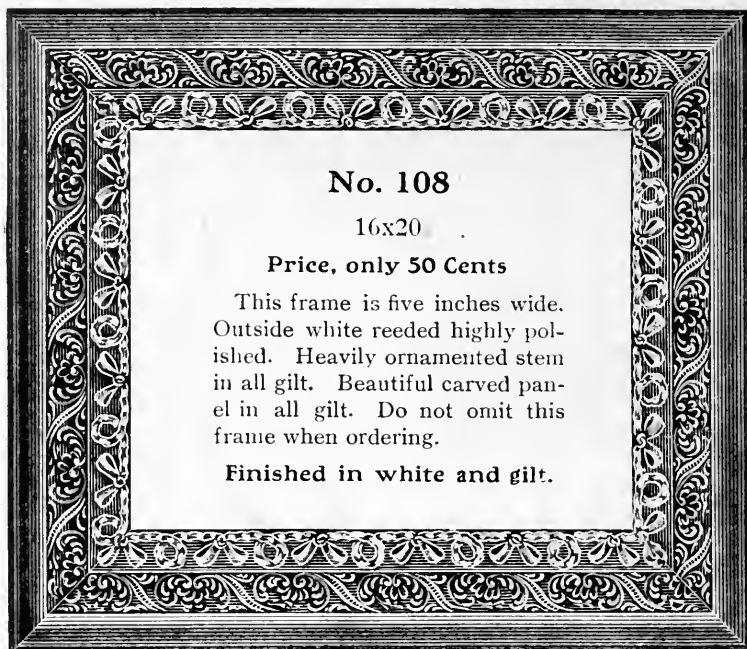 No. 108
16x20
Price, only 50 Cents
This frame is five inches wide.
Outside white reeded highly pol-
ished. Heavily ornamented stem
in all gilt. Beautiful carved pan-
el in all gilt. Do not omit this
frame when ordering.
Finished in white and gilt.